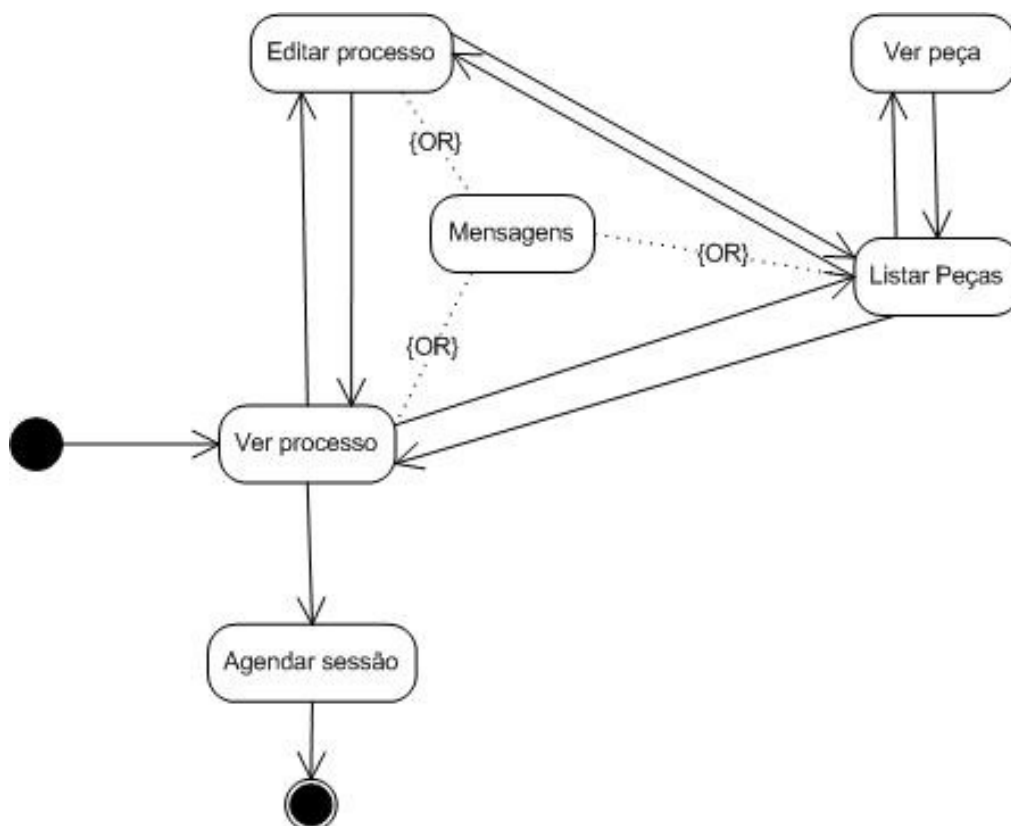 Editar processo
Ver peça
{OR}
Mensagens
{OR}
Listar Peças
{OR}
Ver processo
Agendar sessão